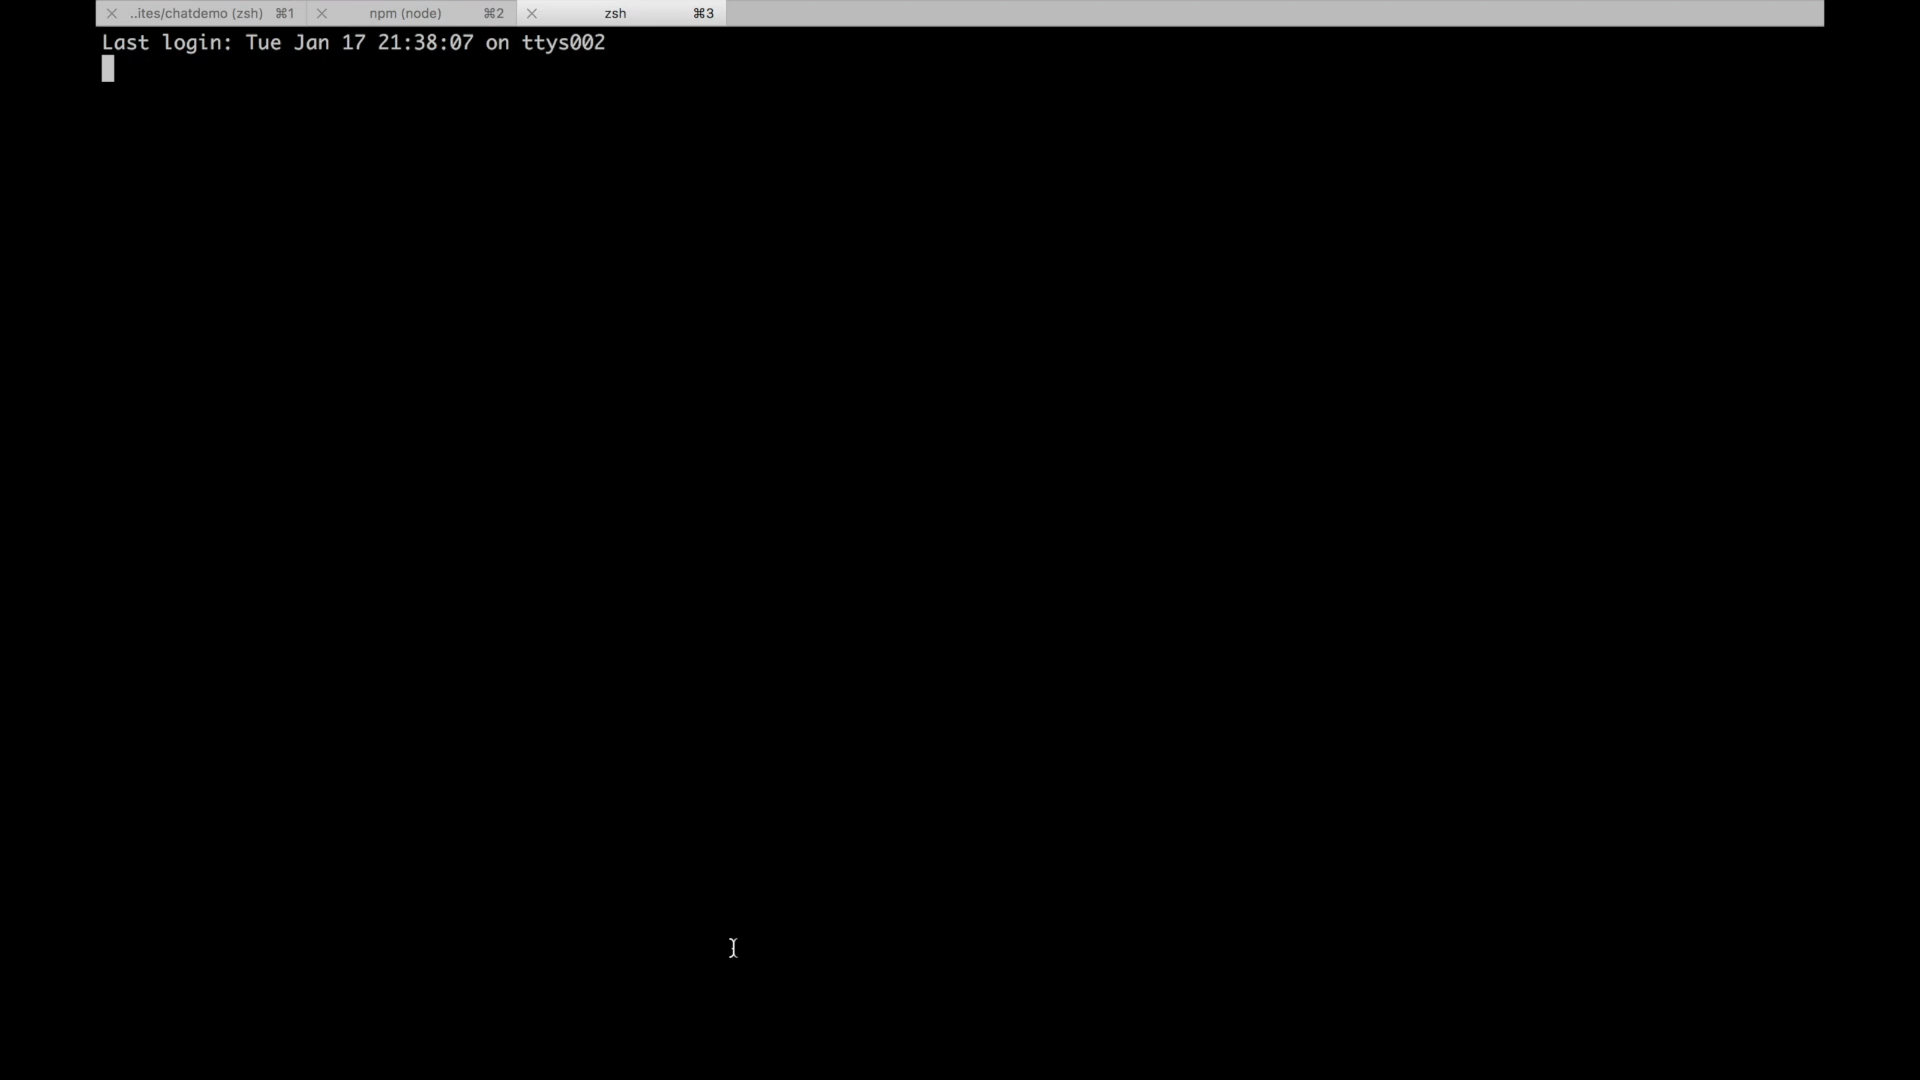 ..ites/chatdemo (zsh) ⌘1 npm (node) ⌘2 zsh ⌘3
Last login: Tue Jan 17 21:38:07 on ttys002